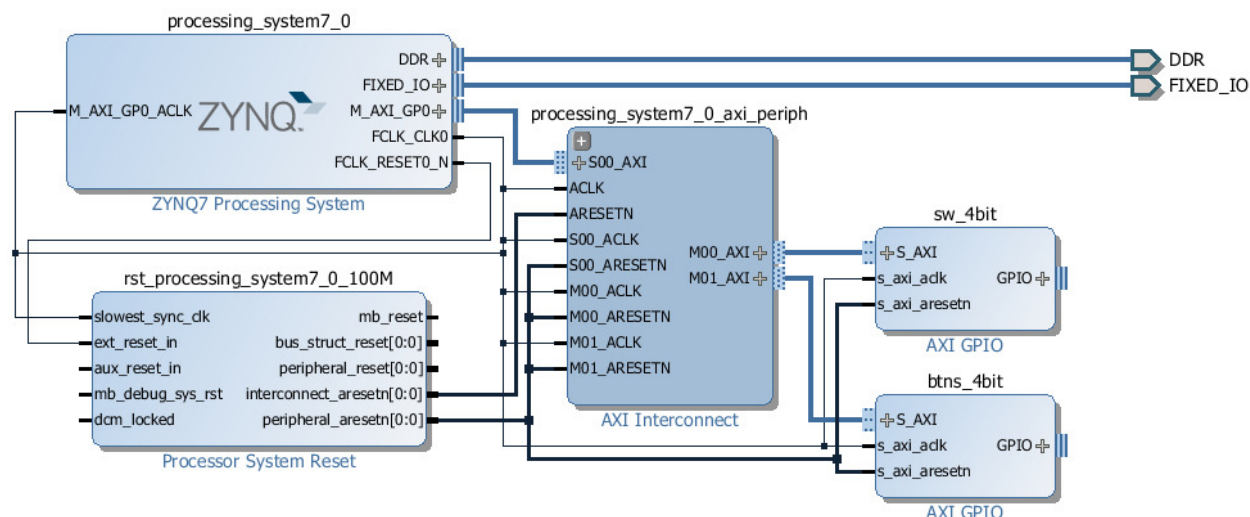 processing_system7_0
DDR
FIXED_IO
M_AXI_GP0
FCLK_CLK0
FCLK_RESET0_N
M_AXI_GP0_ACLK
ZYNQ
ZYNQ7 Processing System
DDR
FIXED_IO
processing_system7_0_axi_periph
S00_AXI
ACLK
ARESETN
S00_ACLK
S00_ARESETN
M00_ACLK
M00_ARESETN
M01_ACLK
M01_ARESETN
M00_AXI
M01_AXI
AXI Interconnect
rst_processing_system7_0_100M
slowest_sync_clk
ext_reset_in
aux_reset_in
mb_debug_sys_rst
dcm_locked
mb_reset
bus_struct_reset[0:0]
peripheral_reset[0:0]
interconnect_aresetn[0:0]
peripheral_aresetn[0:0]
Processor System Reset
sw_4bit
S_AXI
s_axi_aclk
s_axi_aresetn
GPIO
AXI GPIO
btns_4bit
S_AXI
s_axi_aclk
s_axi_aresetn
GPIO
AXI GPIO